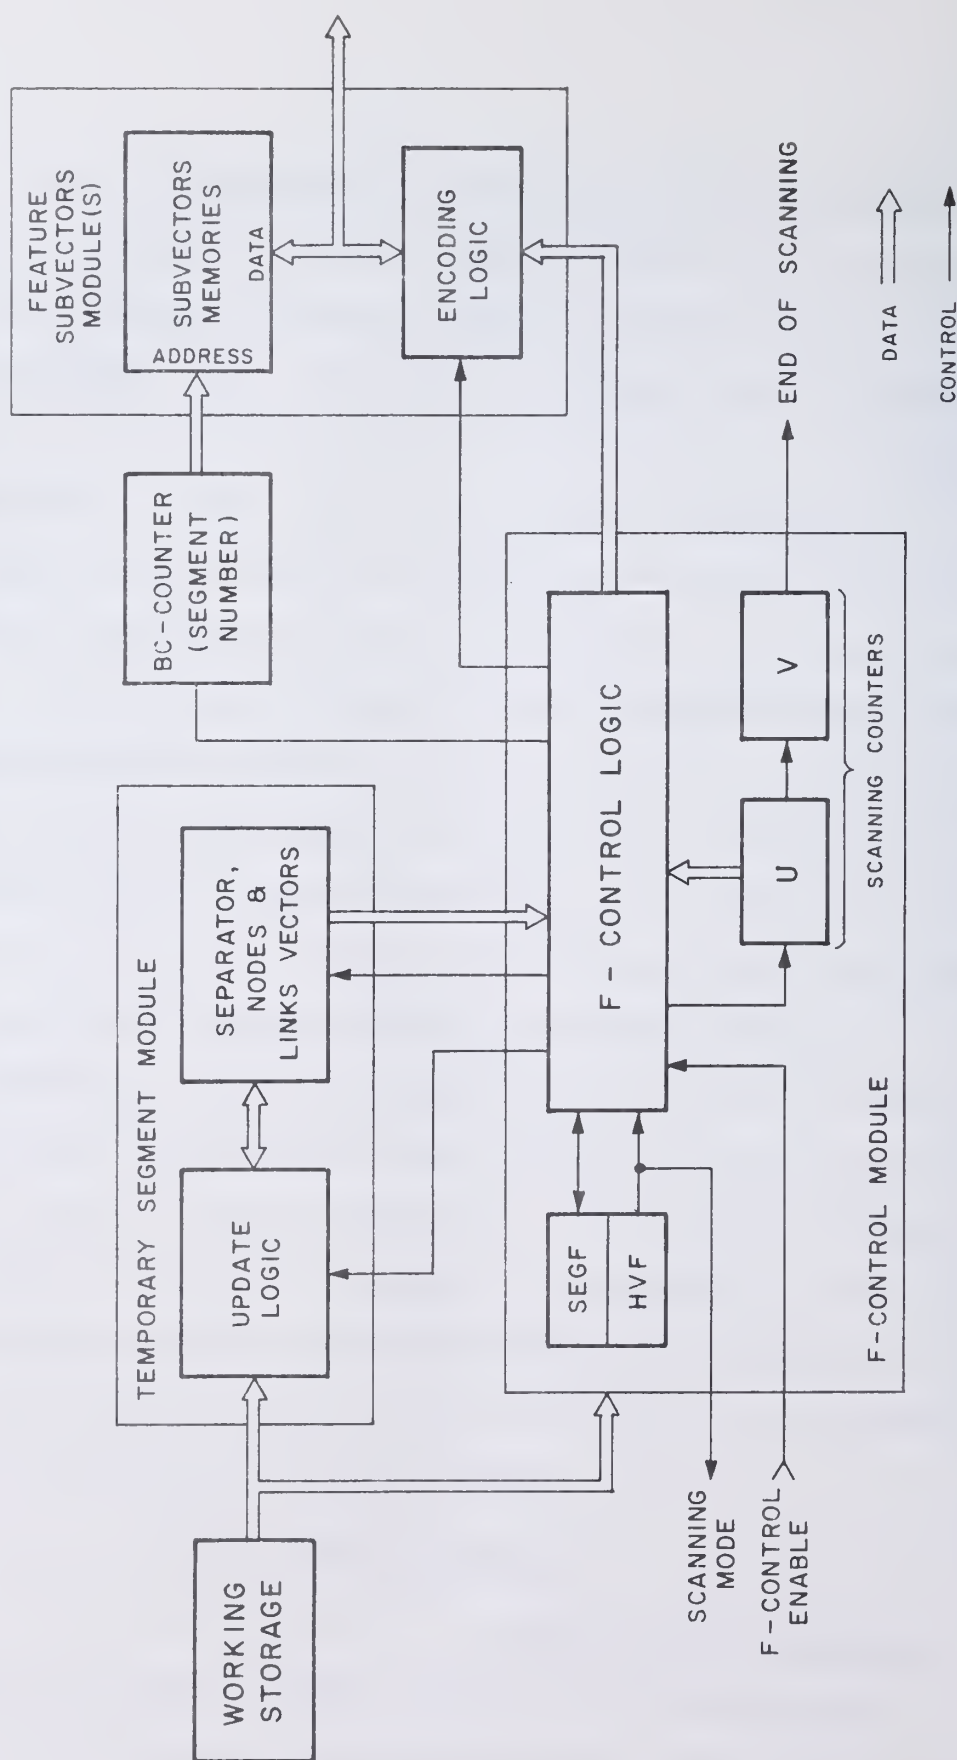 FEATURE
SUBVECTORS
MODULE(S)
SUBVECTORS
MEMORIES
ADDRESS
DATA
ENCODING
LOGIC
BC-COUNTER
(SEGMENT
NUMBER)
TEMPORARY SEGMENT MODULE
SEPARATOR,
NODES &
LINKS VECTORS
UPDATE
LOGIC
WORKING
STORAGE
F-CONTROL LOGIC
SEGF
HVF
U
V
SCANNING COUNTERS
F-CONTROL MODULE
SCANNING
MODE
F-CONTROL
ENABLE
END OF SCANNING
DATA
CONTROL